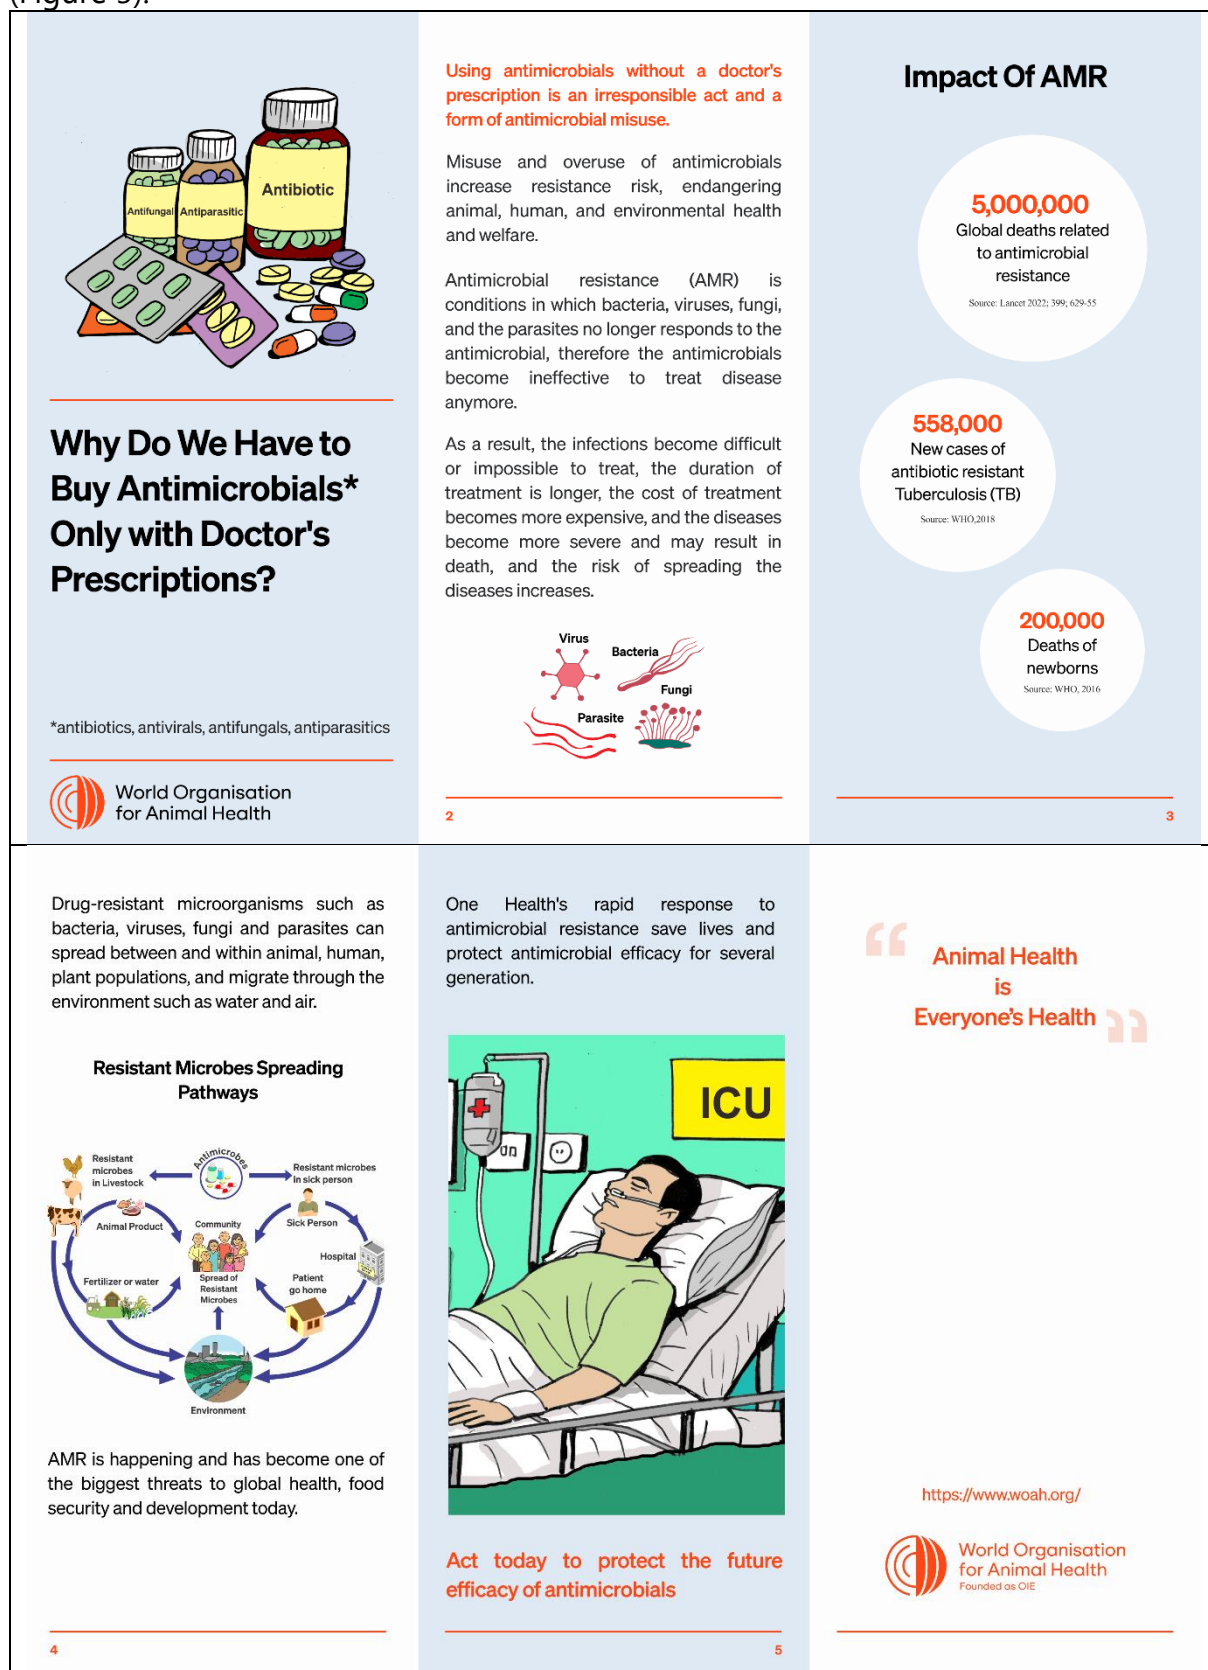 (Figure 3).
Antifungal
Antiparasitic
Antibiotic
Why Do We Have to
Buy Antimicrobials*
Only with Doctor's
Prescriptions?
*antibiotics, antivirals, antifungals, antiparasitics
World Organisation
for Animal Health
Using antimicrobials without a doctor's
prescription is an irresponsible act and a
form of antimicrobial misuse.
Misuse and overuse of antimicrobials
increase resistance risk, endangering
animal, human, and environmental health
and welfare.
Antimicrobial resistance (AMR) is
conditions in which bacteria, viruses, fungi,
and the parasites no longer responds to the
antimicrobial, therefore the antimicrobials
become ineffective to treat disease
anymore.
As a result, the infections become difficult
or impossible to treat, the duration of
treatment is longer, the cost of treatment
becomes more expensive, and the diseases
become more severe and may result in
death, and the risk of spreading the
diseases increases.
Virus
Bacteria
Fungi
Parasite
2
Impact Of AMR
5,000,000
Global deaths related
to antimicrobial
resistance
Source: Lancet 2022; 399; 629-55
558,000
New cases of
antibiotic resistant
Tuberculosis (TB)
Source: WHO,2018
200,000
Deaths of
newborns
Source: WHO, 2016
3
Drug-resistant microorganisms such as
bacteria, viruses, fungi and parasites can
spread between and within animal, human,
plant populations, and migrate through the
environment such as water and air.
Resistant Microbes Spreading
Pathways
Antimicrobes
Resistant
microbes
in Livestock
Resistant microbes
in sick person
Animal Product
Community
Sick Person
Hospital
Fertilizer or water
Spread of
Resistant
Microbes
Patient
go home
Environment
AMR is happening and has become one of
the biggest threats to global health, food
security and development today.
4
One Health's rapid response to
antimicrobial resistance save lives and
protect antimicrobial efficacy for several
generation.
ICU
Act today to protect the future
efficacy of antimicrobials
5
“ Animal Health
is
Everyone’s Health ”
https://www.woah.org/
World Organisation
for Animal Health
Founded as OIE